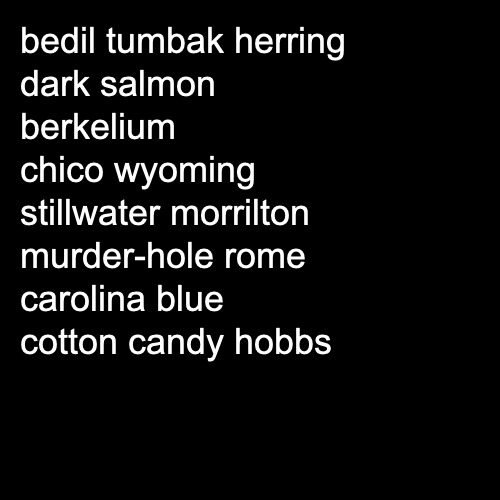 bedil tumbak herring
dark salmon
berkelium
chico wyoming
stillwater morrilton
murder-hole rome
carolina blue
cotton candy hobbs